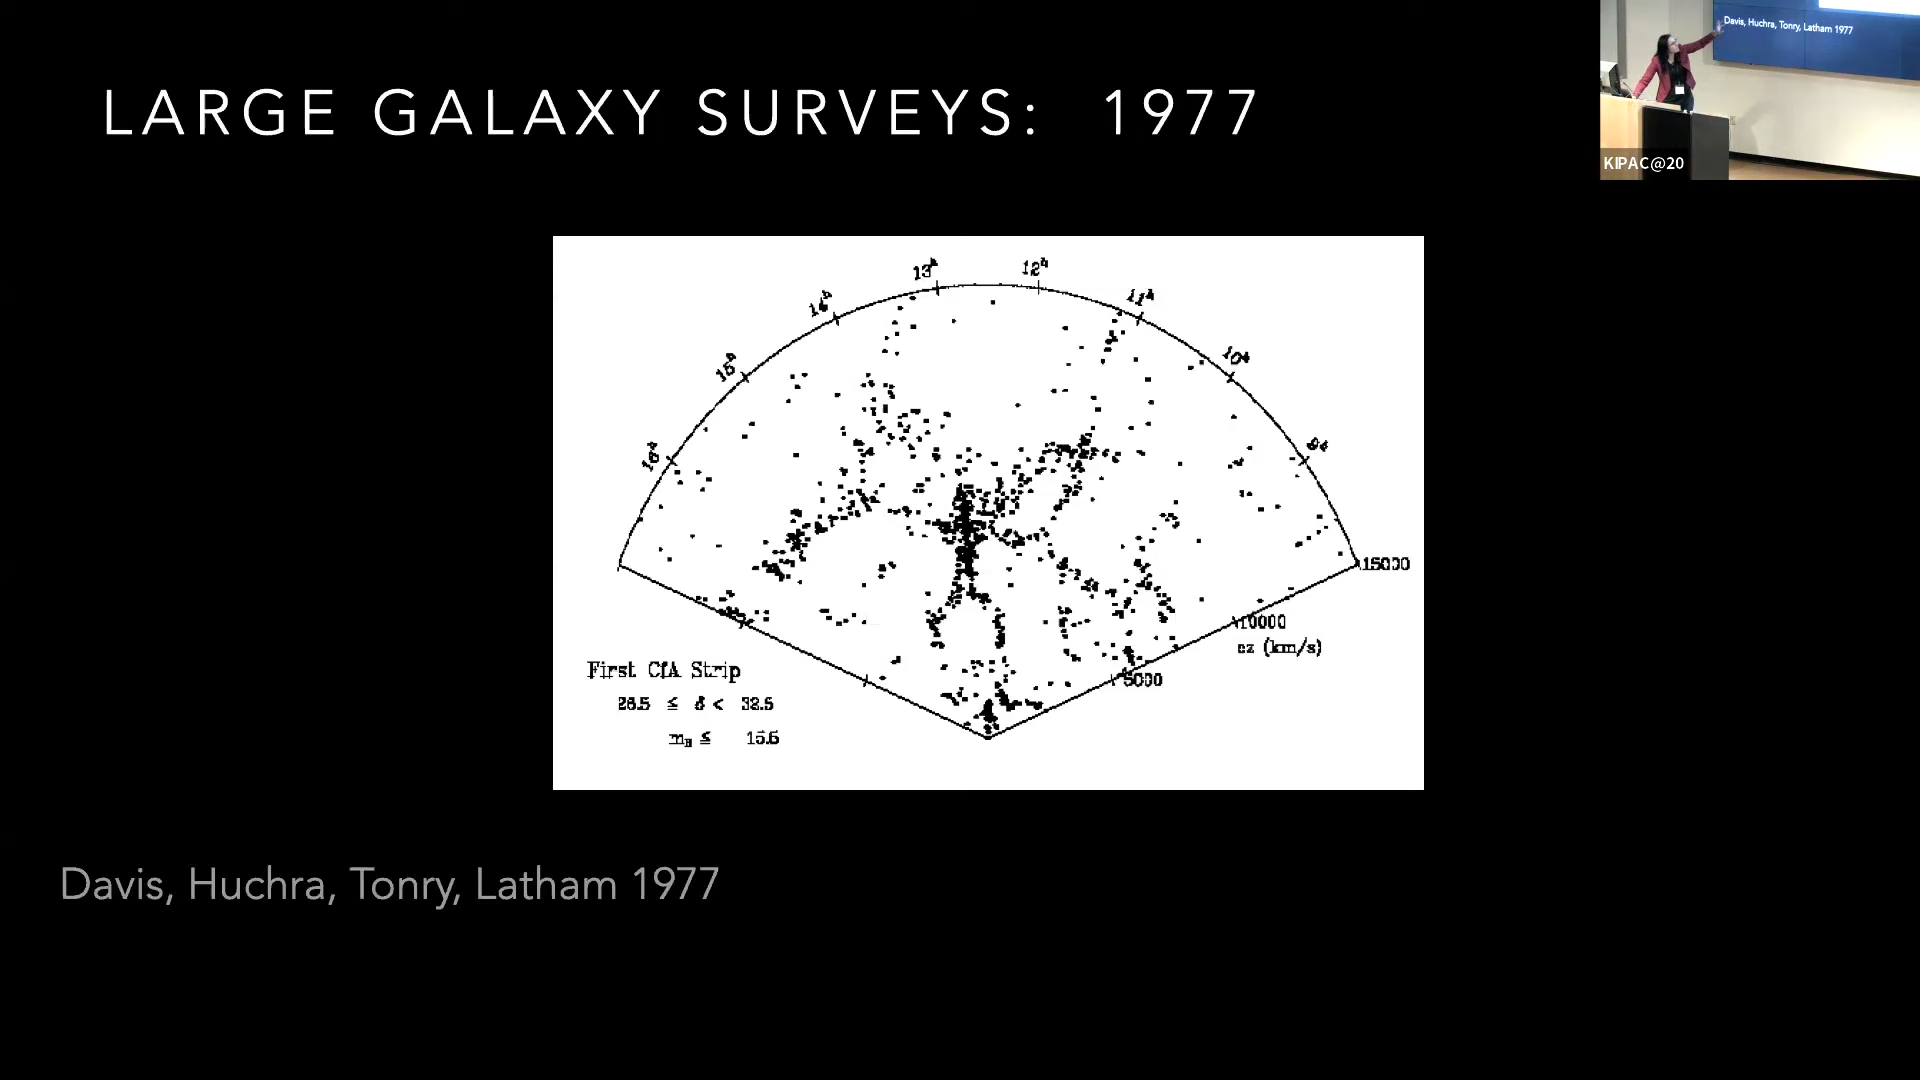 LARGE GALAXY SURVEYS: 1977
Davis, Huchra, Tonry, Latham 1977
KIPAC@20
16h
15h
14h
13h
12h
11h
10h
9h
15000
10000
cz (km/s)
5000
First CfA Strip
26.5 ≤ δ < 32.5
mB ≤ 15.5
Davis, Huchra, Tonry, Latham 1977